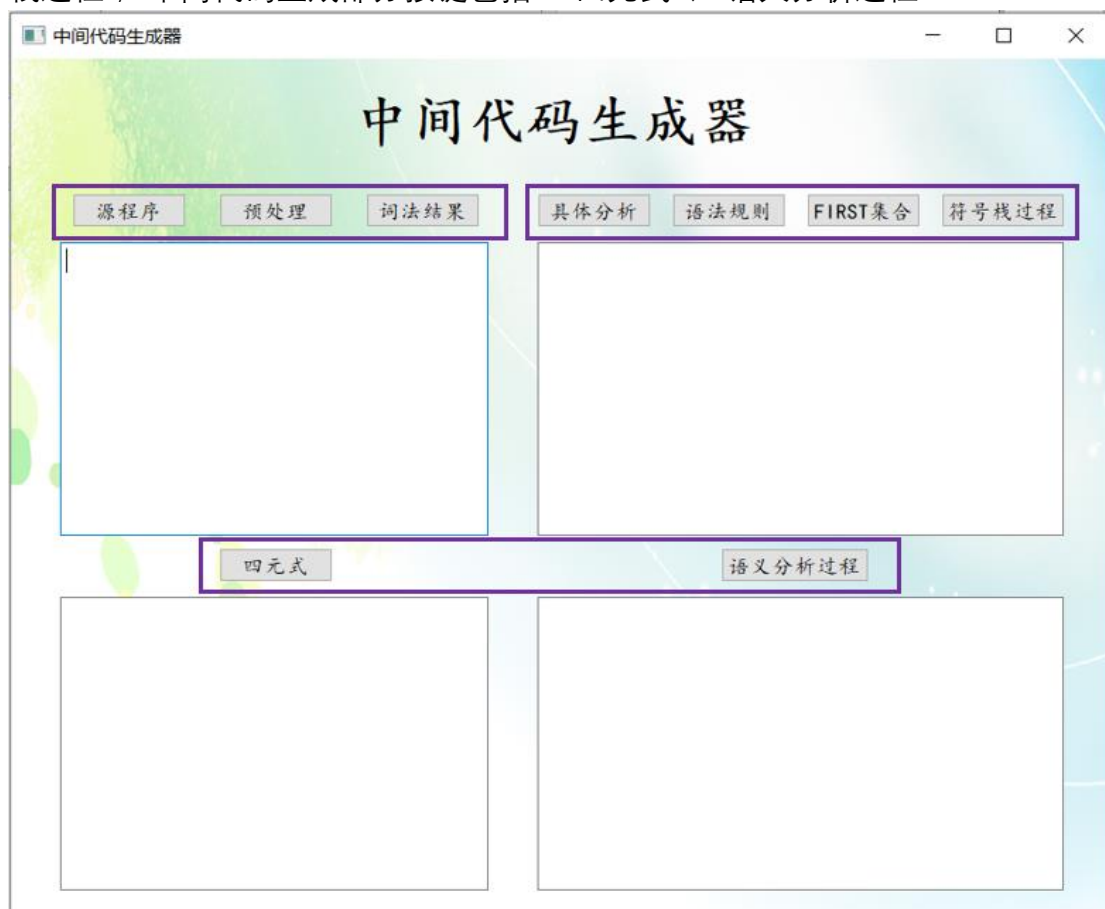 中间代码生成器
中间代码生成器
源程序 预处理 词法结果 具体分析 语法规则 FIRST集合 符号栈过程
四元式 语义分析过程